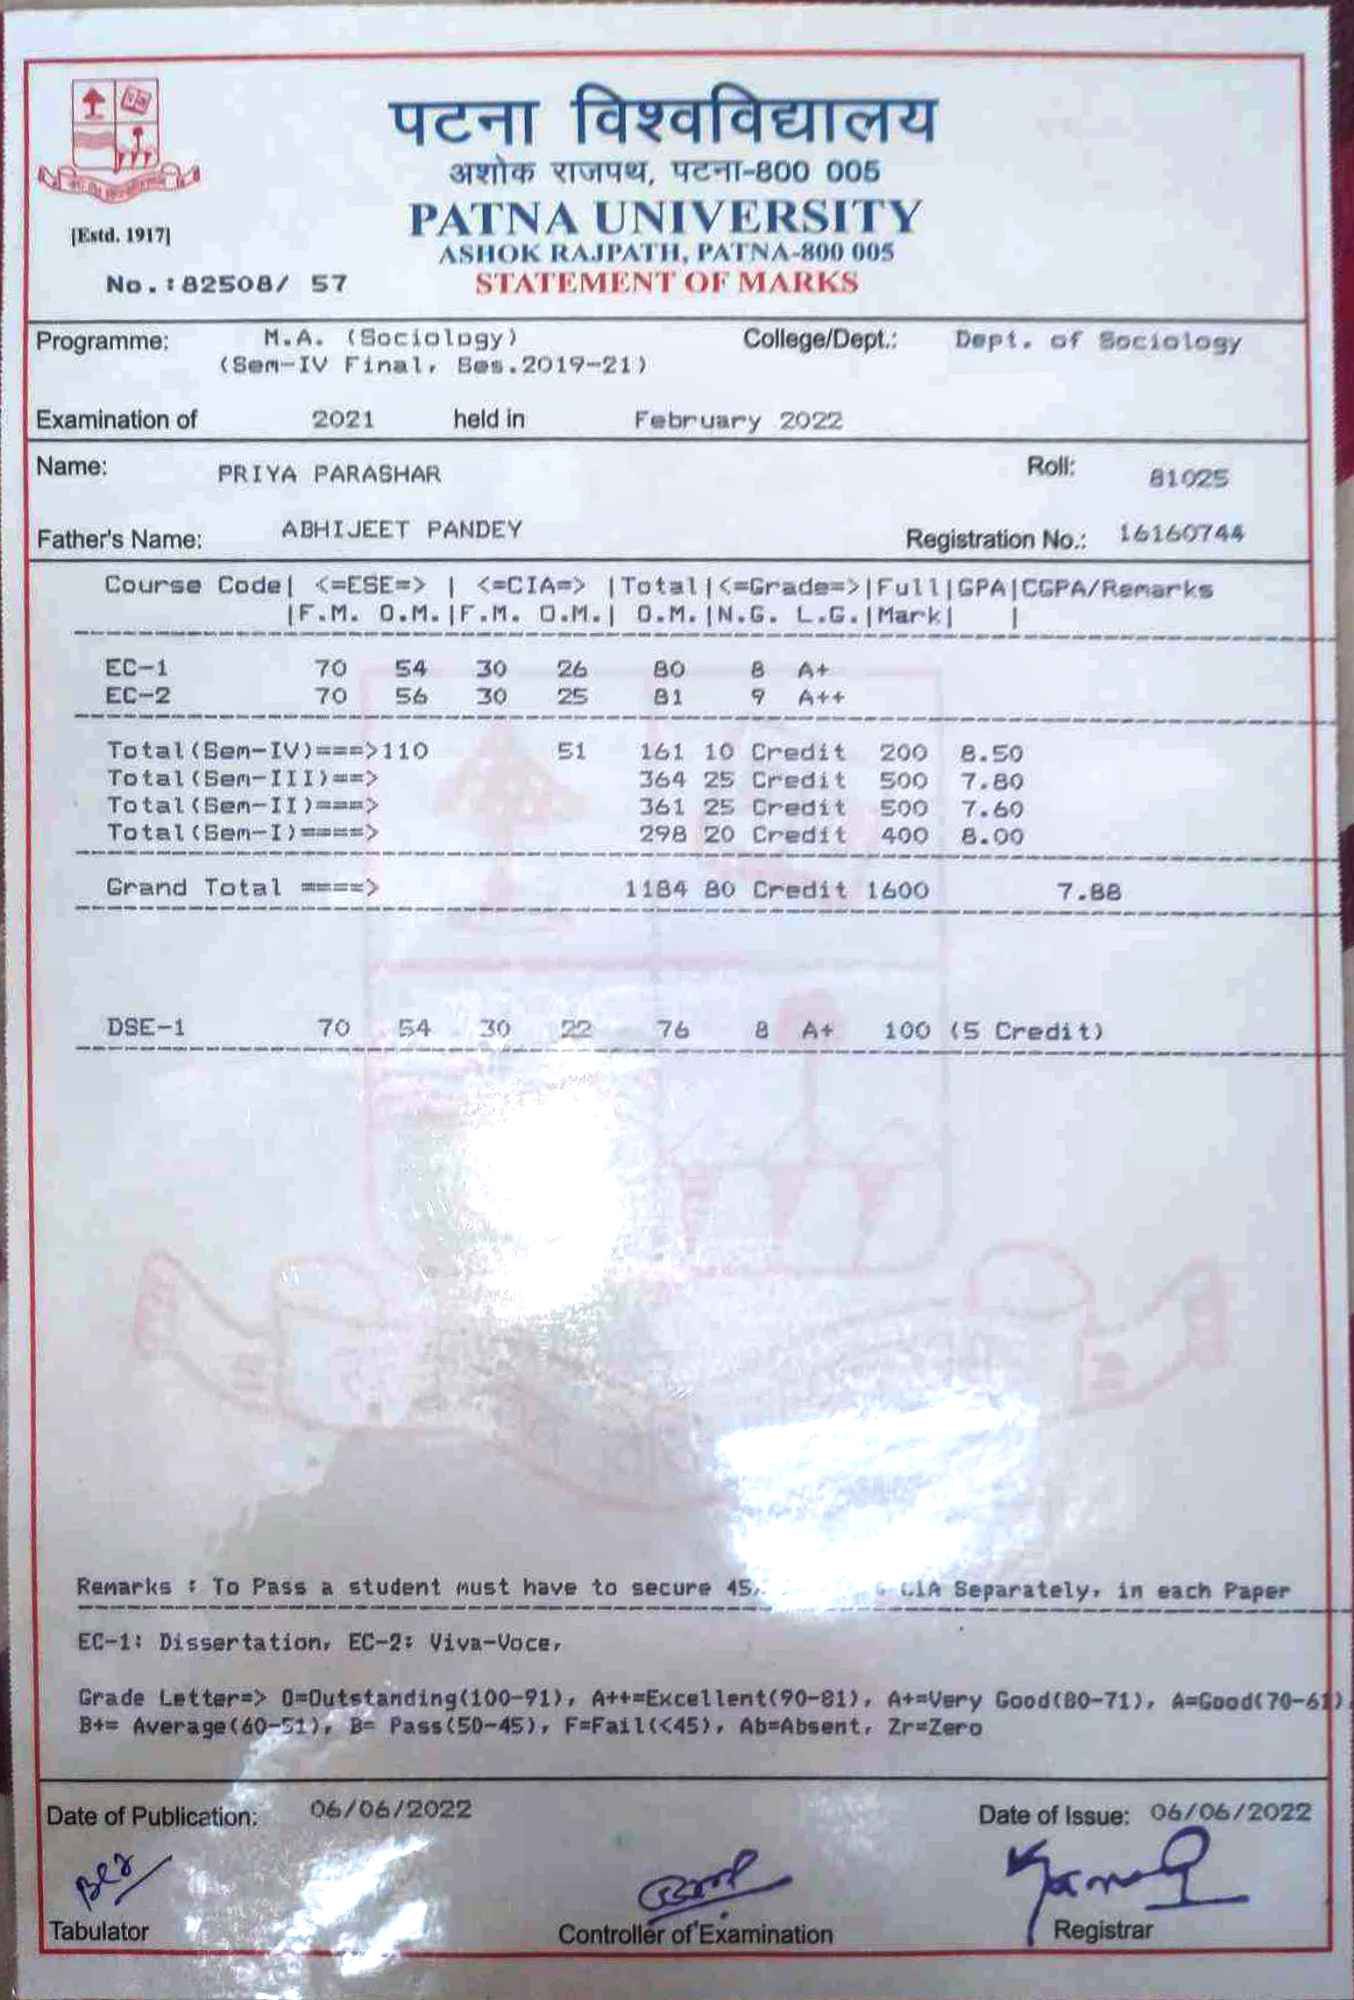 पटना विश्वविद्यालय
अशोक राजपथ, पटना-800 005
PATNA UNIVERSITY
[Estd. 1917]
ASHOK RAJPATH, PATNA-800 005
No.:82508/ 57
STATEMENT OF MARKS
Programme: M.A. (Sociology) College/Dept.: Dept. of Sociology
(Sem-IV Final, Ses.2019-21)
Examination of 2021 held in February 2022
Name: PRIYA PARASHAR Roll: 81025
Father's Name: ABHIJEET PANDEY Registration No.: 16160744
Course Code| <=ESE=> | <=CIA=> |Total|<=Grade=>|Full|GPA|CGPA/Remarks
|F.M. O.M.|F.M. O.M.| O.M.|N.G. L.G.|Mark| |
EC-1 70 54 30 26 80 8 A+
EC-2 70 56 30 25 81 9 A++
Total(Sem-IV)===>110 51 161 10 Credit 200 8.50
Total(Sem-III)==> 364 25 Credit 500 7.80
Total(Sem-II)===> 361 25 Credit 500 7.60
Total(Sem-I)====> 298 20 Credit 400 8.00
Grand Total ====> 1184 80 Credit 1600 7.88
DSE-1 70 54 30 22 76 8 A+ 100 (5 Credit)
Remarks : To Pass a student must have to secure CIA Separately, in each Paper
EC-1: Dissertation, EC-2: Viva-Voce,
Grade Letter=> O=Outstanding(100-91), A++=Excellent(90-81), A+=Very Good(80-71), A=Good(70-61)
B+= Average(60-51), B= Pass(50-45), F=Fail(<45), Ab=Absent, Zr=Zero
Date of Publication: 06/06/2022 Date of Issue: 06/06/2022
Tabulator Controller of Examination Registrar